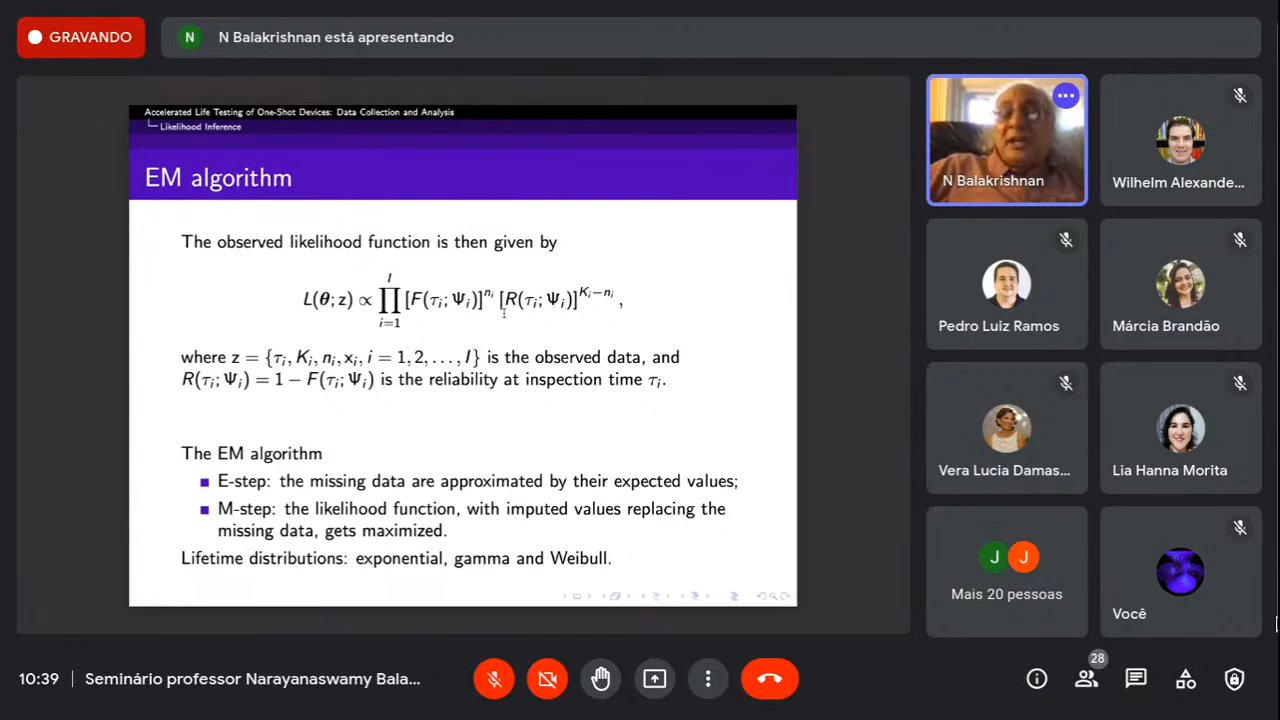 GRAVANDO
N
N Balakrishnan está apresentando
Accelerated Life Testing of One-Shot Devices: Data Collection and Analysis
Likelihood Inference
EM algorithm
The observed likelihood function is then given by
L(θ; z) ∝ ∏_{i=1}^{I} [F(τ_i; Ψ_i)]^{n_i} [R(τ_i; Ψ_i)]^{K_i−n_i} ,
where z = {τ_i, K_i, n_i, x_i, i = 1, 2, . . . , I} is the observed data, and
R(τ_i; Ψ_i) = 1 − F(τ_i; Ψ_i) is the reliability at inspection time τ_i.
The EM algorithm
E-step: the missing data are approximated by their expected values;
M-step: the likelihood function, with imputed values replacing the
missing data, gets maximized.
Lifetime distributions: exponential, gamma and Weibull.
N Balakrishnan
Wilhelm Alexande...
Pedro Luiz Ramos
Márcia Brandão
Vera Lucia Damas...
Lia Hanna Morita
J J
Mais 20 pessoas
Você
10:39
Seminário professor Narayanaswamy Bala...
28